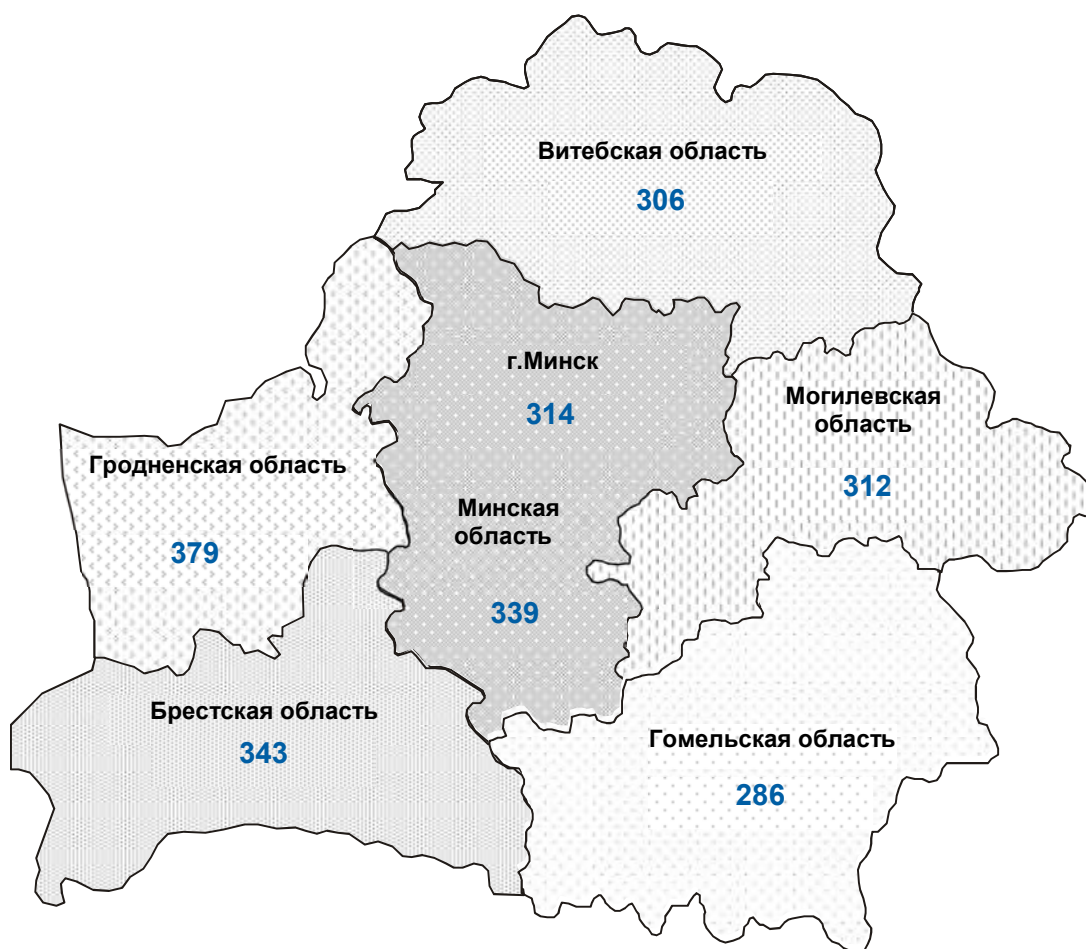 Витебская область
306
г.Минск
314
Могилевская
область
312
Гродненская область
379
Минская
область
339
Брестская область
343
Гомельская область
286